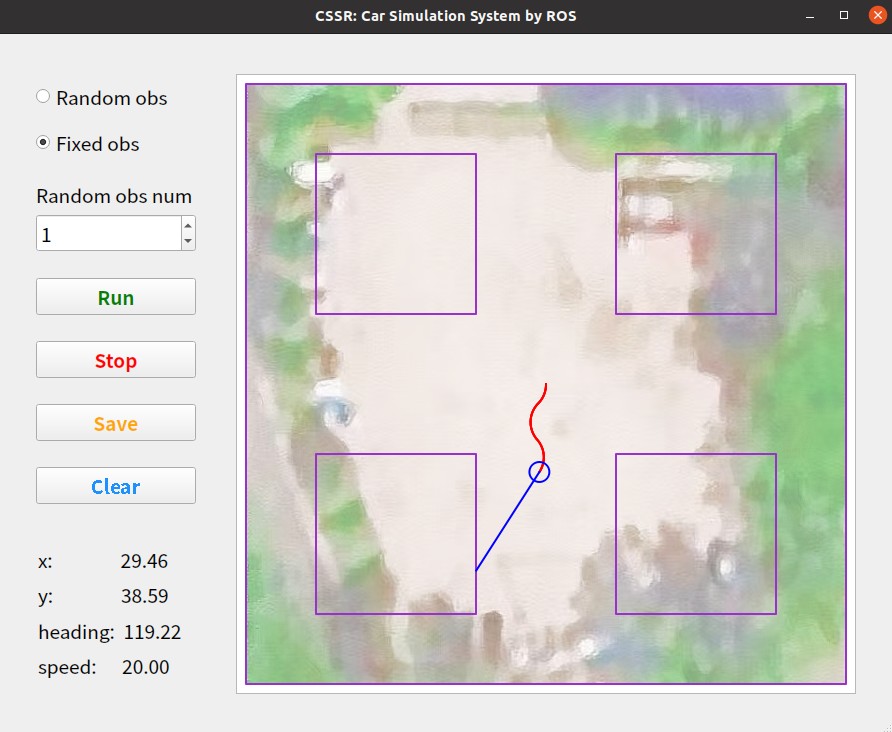 CSSR: Car Simulation System by ROS
Random obs
Fixed obs
Random obs num
1
Run
Stop
Save
Clear
x: 29.46
y: 38.59
heading: 119.22
speed: 20.00